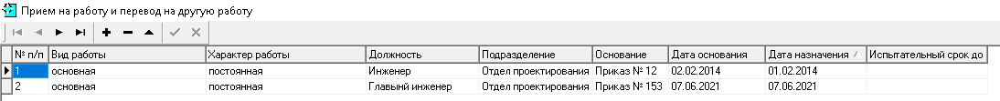 Прием на работу и перевод на другую работу
№ п/п Вид работы Характер работы Должность Подразделение Основание Дата основания Дата назначения Испытательный срок до
1 основная постоянная Инженер Отдел проектирования Приказ № 12 02.02.2014 01.02.2014
2 основная постоянная Главынй инженер Отдел проектирования Приказ № 153 07.06.2021 07.06.2021